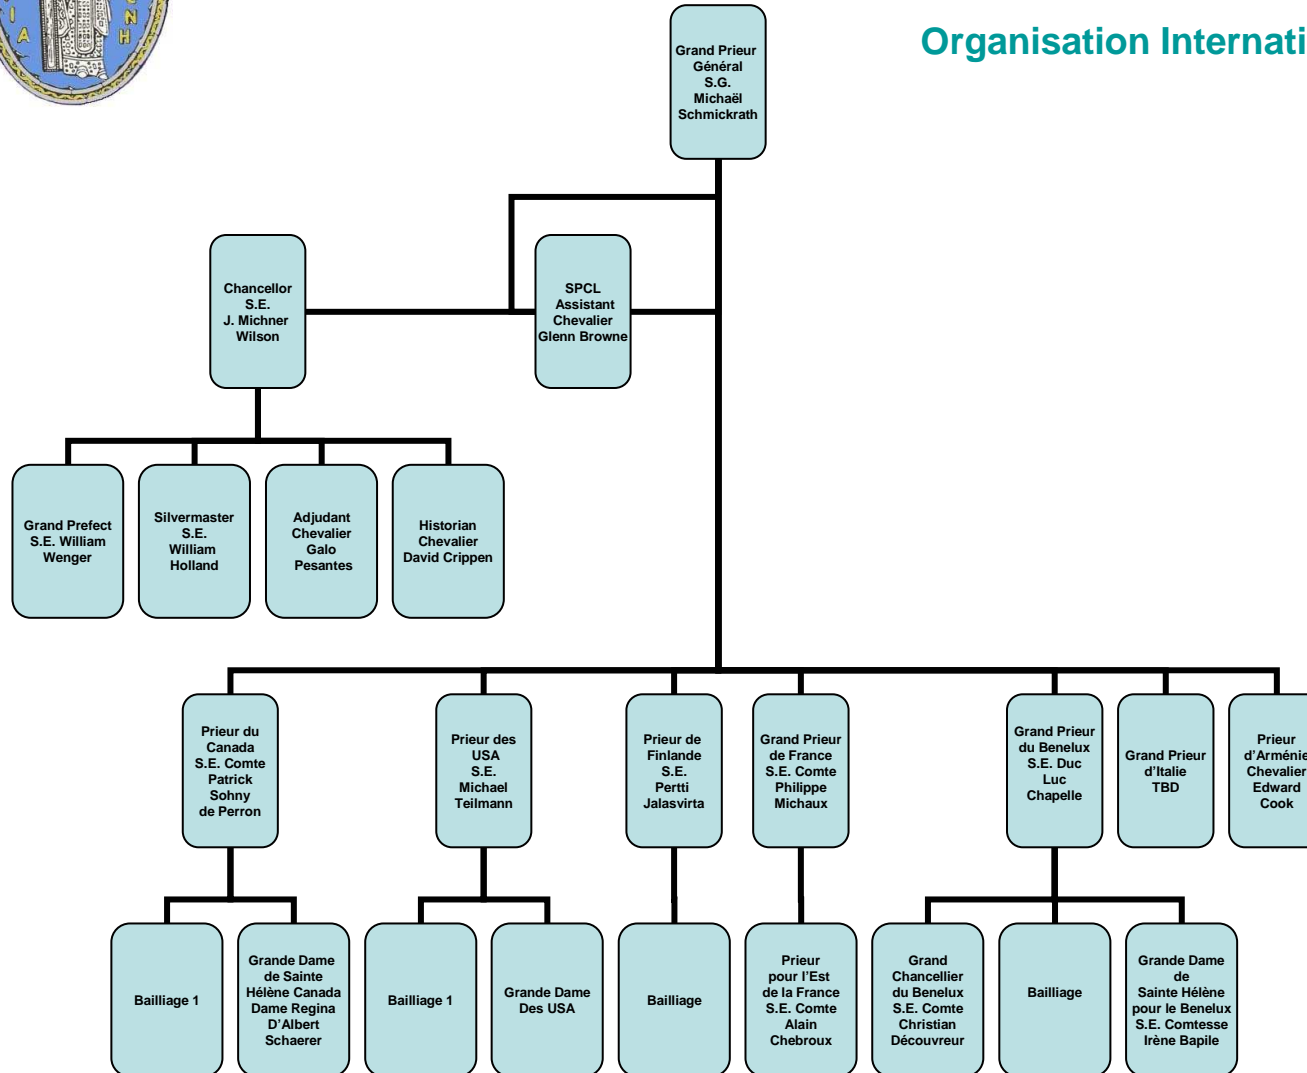 I
A
E
N
H
Organisation Internati
Grand Prieur
Général
S.G.
Michaël
Schmickrath
Chancellor
S.E.
J. Michner
Wilson
SPCL
Assistant
Chevalier
Glenn Browne
Grand Prefect
S.E. William
Wenger
Silvermaster
S.E.
William
Holland
Adjudant
Chevalier
Galo
Pesantes
Historian
Chevalier
David Crippen
Prieur du
Canada
S.E. Comte
Patrick
Sohny
de Perron
Prieur des
USA
S.E.
Michael
Teilmann
Prieur de
Finlande
S.E.
Pertti
Jalasvirta
Grand Prieur
de France
S.E. Comte
Philippe
Michaux
Grand Prieur
du Benelux
S.E. Duc
Luc
Chapelle
Grand Prieur
d'Italie
TBD
Prieur
d'Arménie
Chevalier
Edward
Cook
Bailliage 1
Grande Dame
de Sainte
Hélène Canada
Dame Regina
D'Albert
Schaerer
Bailliage 1
Grande Dame
Des USA
Bailliage
Prieur
pour l'Est
de la France
S.E. Comte
Alain
Chebroux
Grand
Chancellier
du Benelux
S.E. Comte
Christian
Découvreur
Bailliage
Grande Dame
de
Sainte Hélène
pour le Benelux
S.E. Comtesse
Irène Bapile